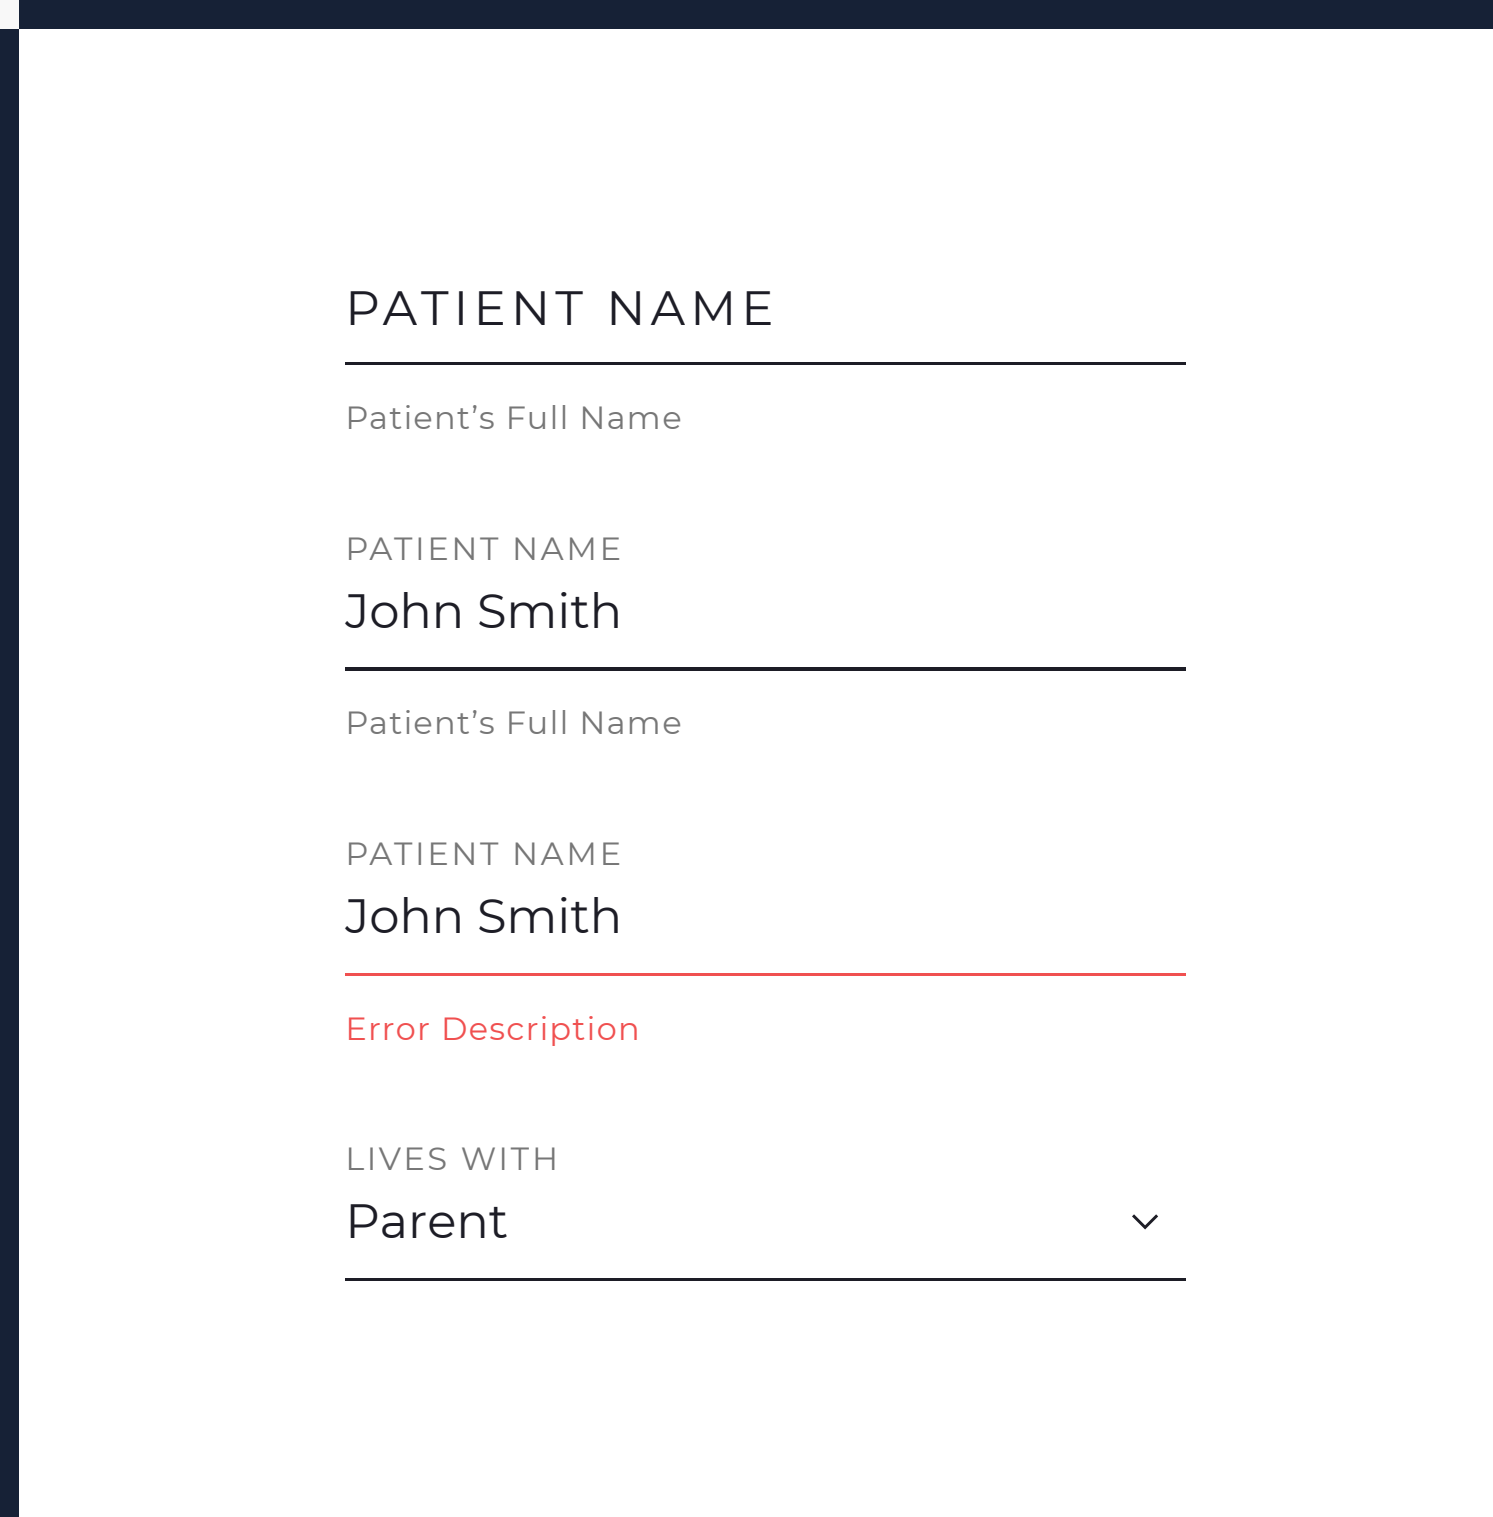 PATIENT NAME
Patient’s Full Name
PATIENT NAME
John Smith
Patient’s Full Name
PATIENT NAME
John Smith
Error Description
LIVES WITH
Parent